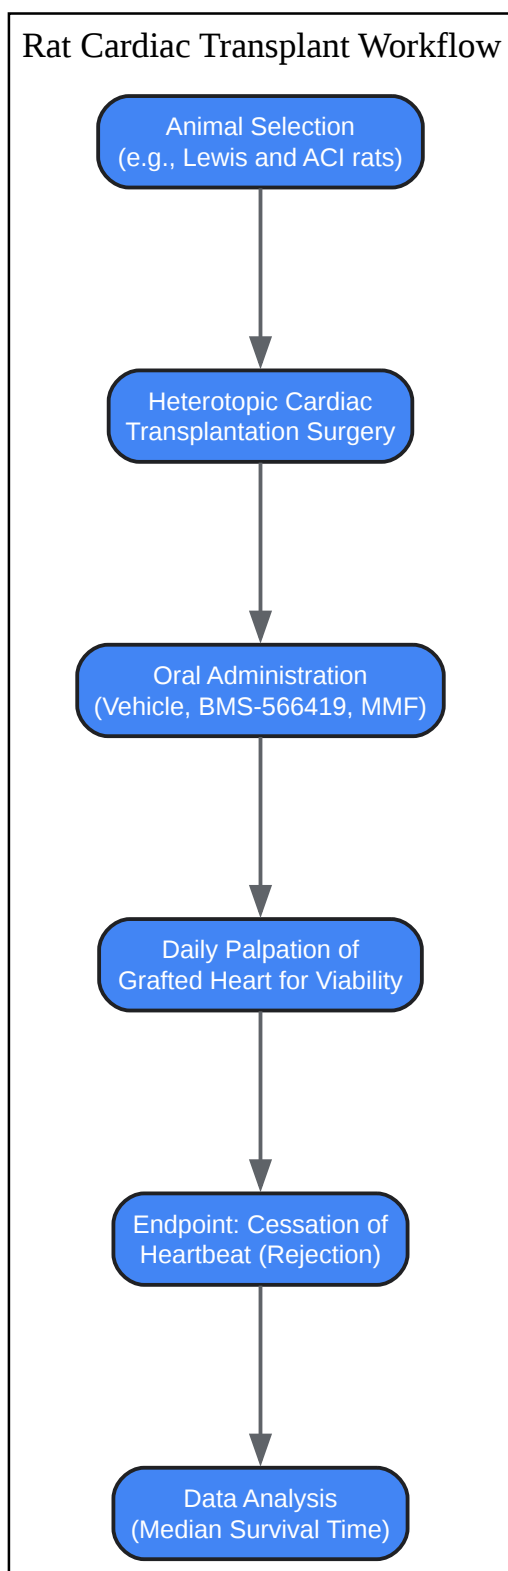 Rat Cardiac Transplant Workflow
Animal Selection
(e.g., Lewis and ACI rats)
Heterotopic Cardiac
Transplantation Surgery
Oral Administration
(Vehicle, BMS-566419, MMF)
Daily Palpation of
Grafted Heart for Viability
Endpoint: Cessation of
Heartbeat (Rejection)
Data Analysis
(Median Survival Time)